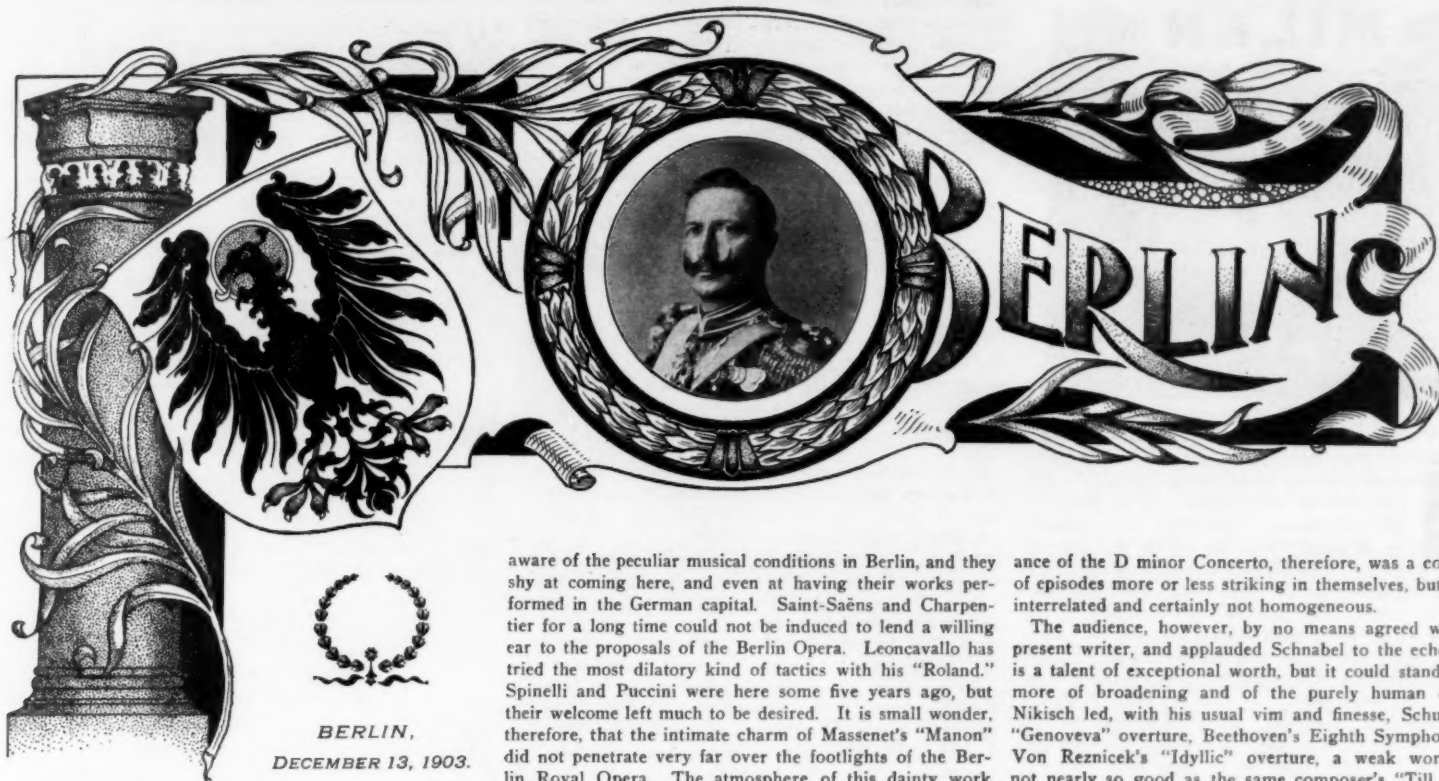 BERLIN
BERLIN,
DECEMBER 13, 1903.
aware of the peculiar musical conditions in Berlin, and they
shy at coming here, and even at having their works per-
formed in the German capital. Saint-Saëns and Charpen-
tier for a long time could not be induced to lend a willing
ear to the proposals of the Berlin Opera. Leoncavallo has
tried the most dilatory kind of tactics with his "Roland."
Spinelli and Puccini were here some five years ago, but
their welcome left much to be desired. It is small wonder,
therefore, that the intimate charm of Massenet's "Manon"
did not penetrate very far over the footlights of the Ber-
lin Royal Opera. The atmosphere of this dainty work
ance of the D minor Concerto, therefore, was a co
of episodes more or less striking in themselves, but
interrelated and certainly not homogeneous.
The audience, however, by no means agreed w
present writer, and applauded Schnabel to the eche
is a talent of exceptional worth, but it could stand
more of broadening and of the purely human
Nikisch led, with his usual vim and finesse, Schu
"Genoveva" overture, Beethoven's Eighth Sympho
Von Reznicek's "Idyllic" overture, a weak wor
not nearly so good as the same composer's "Till